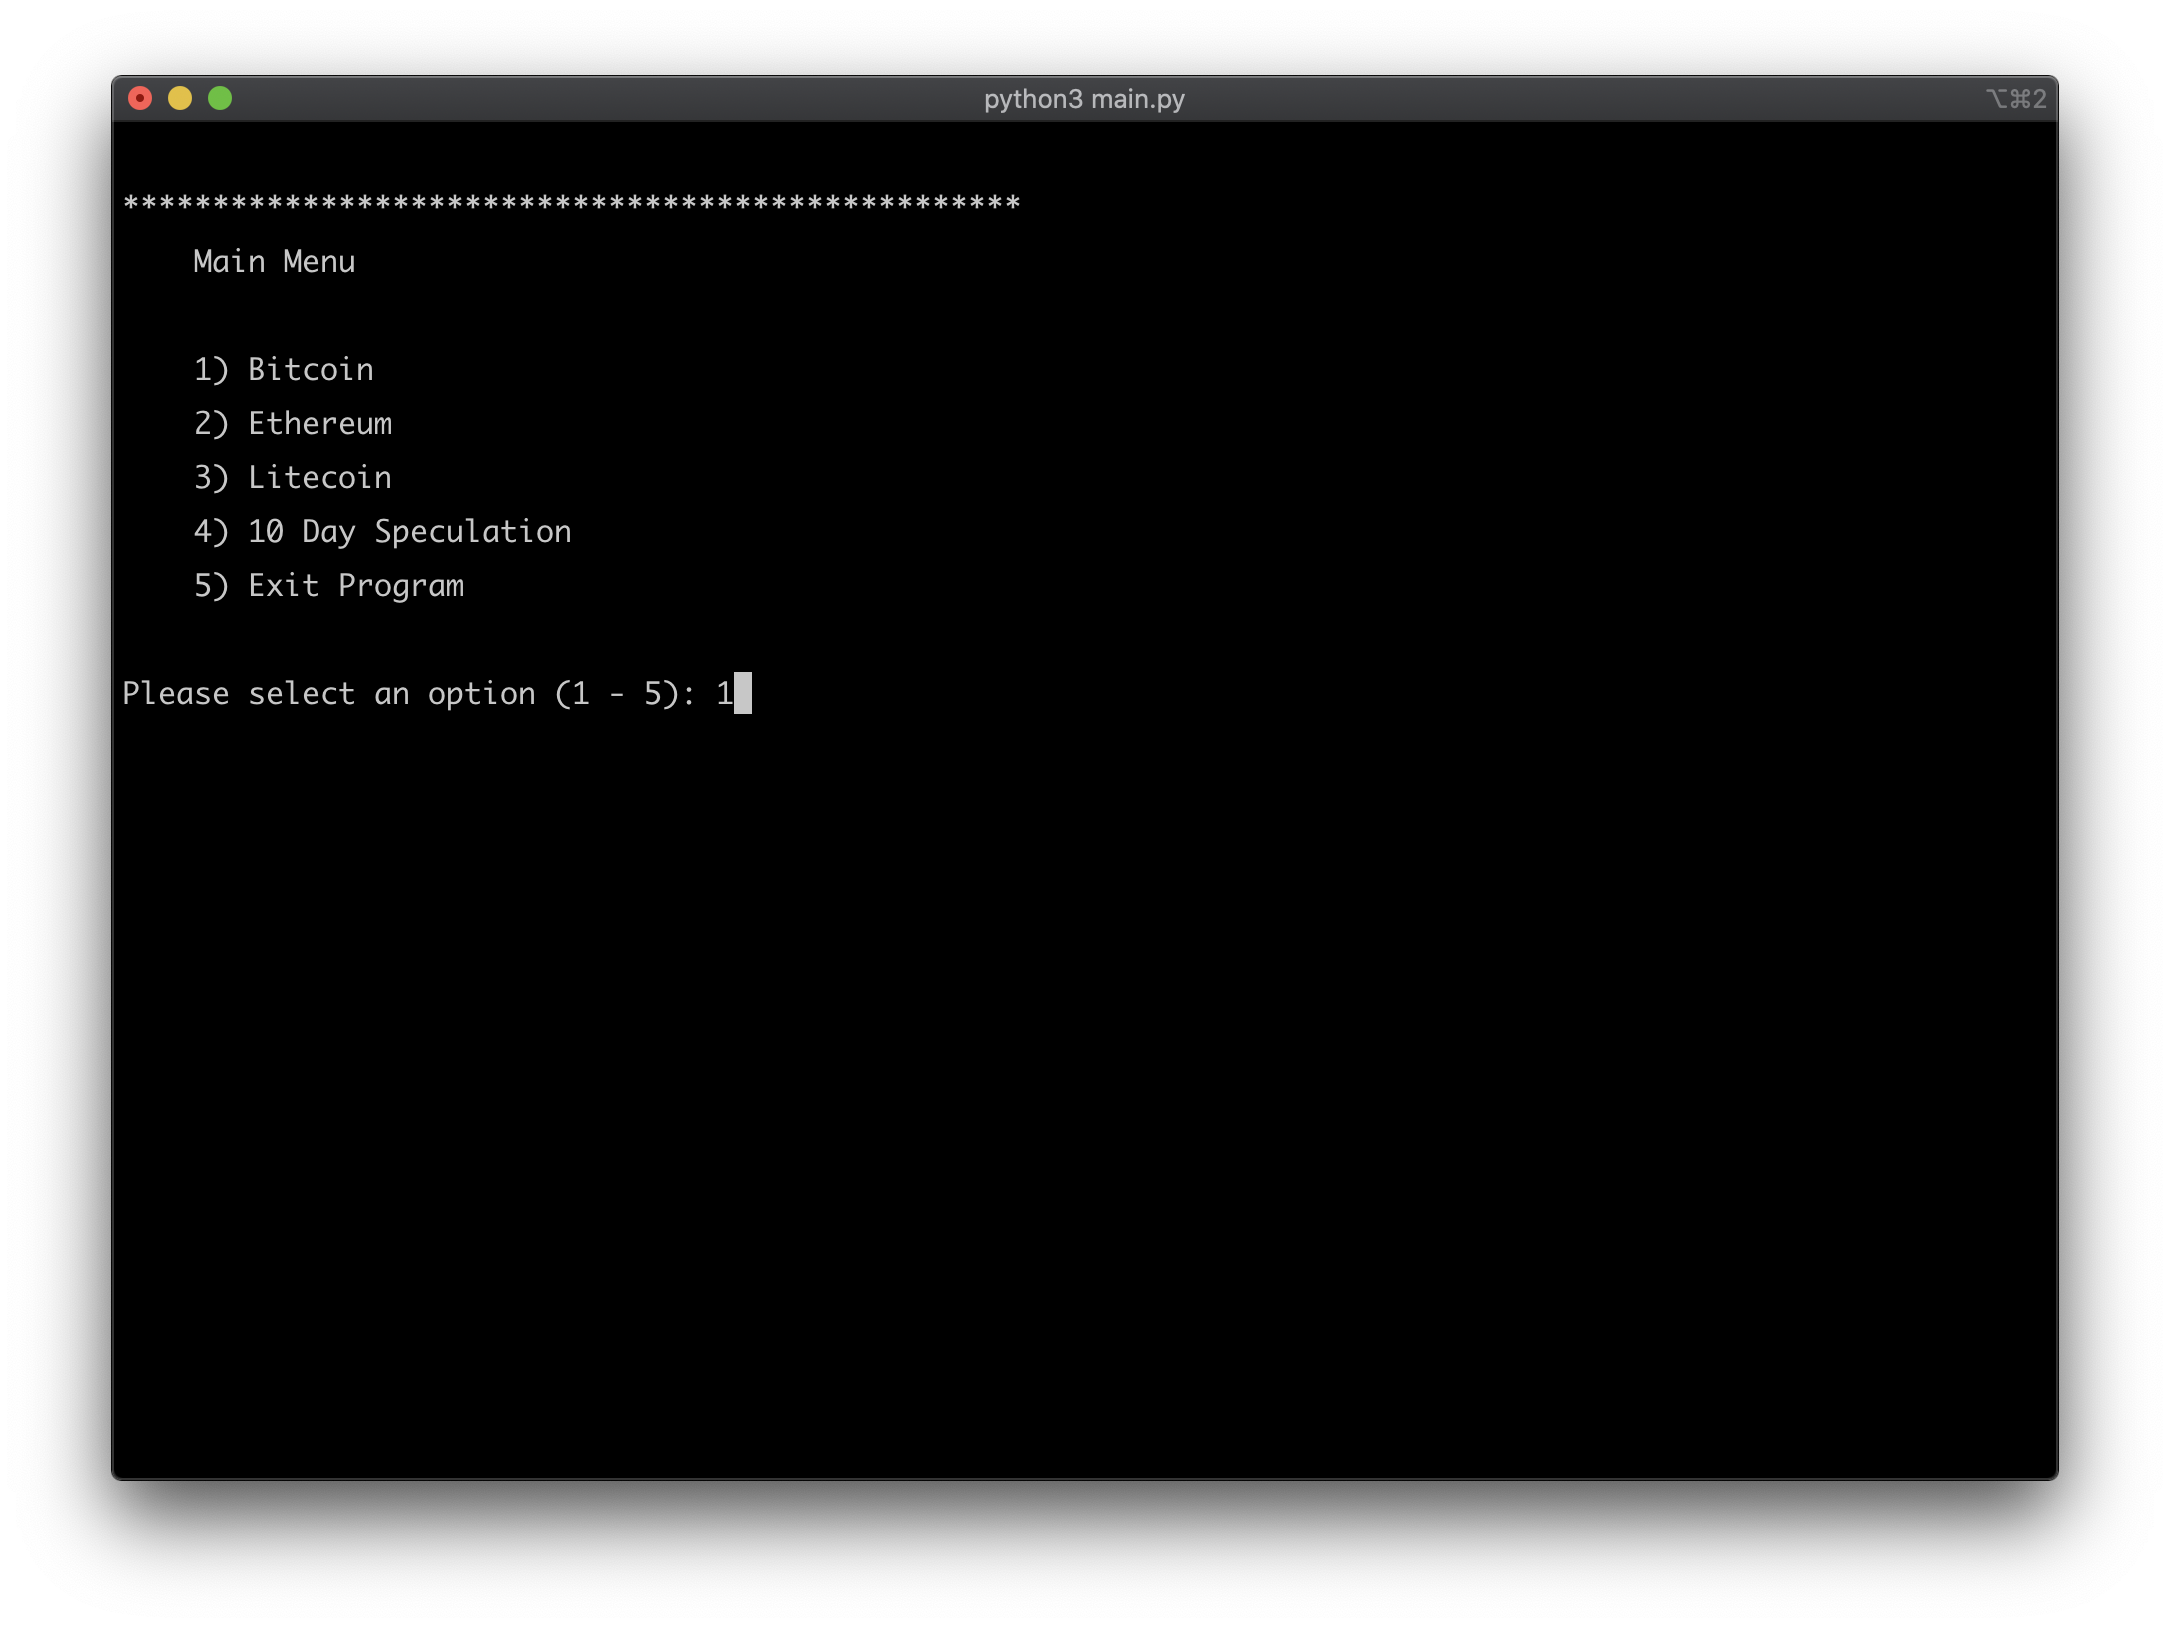 python3 main.py ⌥⌘2
**************************************************
Main Menu
1) Bitcoin
2) Ethereum
3) Litecoin
4) 10 Day Speculation
5) Exit Program
Please select an option (1 - 5): 1